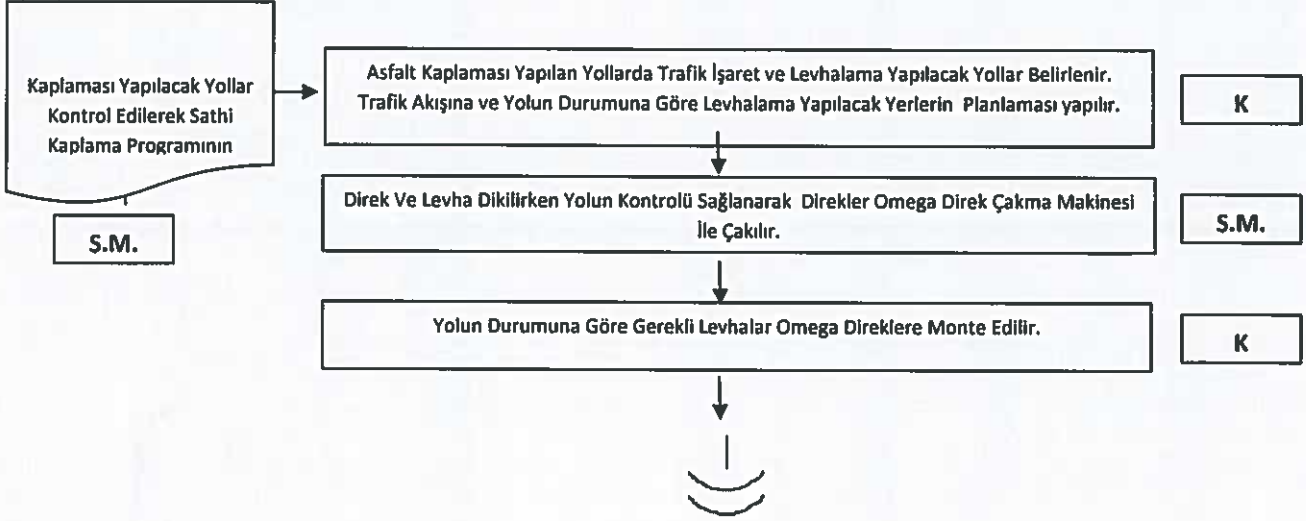 Kaplaması Yapılacak Yollar
Kontrol Edilerek Sathi
Kaplama Programının
S.M.
Asfalt Kaplaması Yapılan Yollarda Trafik İşaret ve Levhalama Yapılacak Yollar Belirlenir.
Trafik Akışına ve Yolun Durumuna Göre Levhalama Yapılacak Yerlerin Planlaması yapılır.
K
Direk Ve Levha Dikilirken Yolun Kontrolü Sağlanarak Direkler Omega Direk Çakma Makinesi
İle Çakılır.
S.M.
Yolun Durumuna Göre Gerekli Levhalar Omega Direklere Monte Edilir.
K